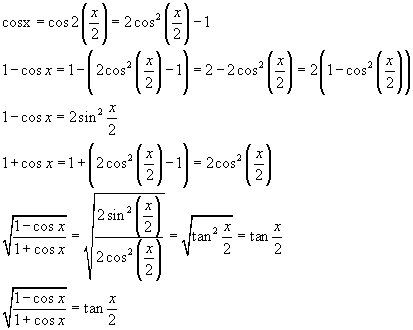 cosx = cos2(x/2) = 2cos²(x/2) − 1
1 − cos x = 1 − (2cos²(x/2) − 1) = 2 − 2cos²(x/2) = 2(1 − cos²(x/2))
1 − cos x = 2sin² x/2
1 + cos x = 1 + (2cos²(x/2) − 1) = 2cos²(x/2)
√((1 − cos x)/(1 + cos x)) = √((2sin²(x/2))/(2cos²(x/2))) = √(tan² x/2) = tan x/2
√((1 − cos x)/(1 + cos x)) = tan x/2